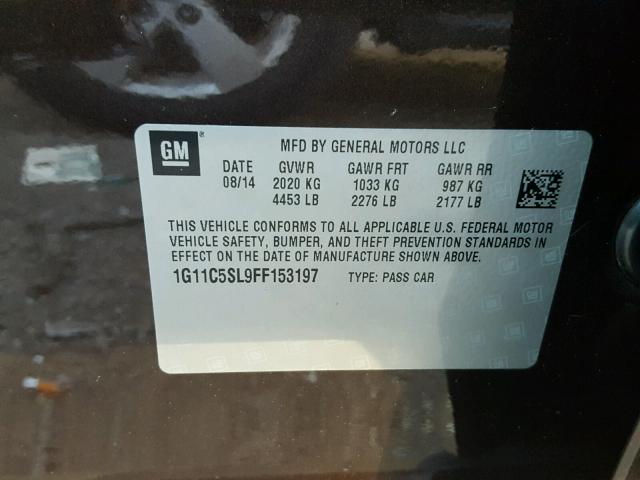 GM
MFD BY GENERAL MOTORS LLC
DATE GVWR GAWR FRT GAWR RR
08/14 2020 KG 1033 KG 987 KG
4453 LB 2276 LB 2177 LB
THIS VEHICLE CONFORMS TO ALL APPLICABLE U.S. FEDERAL MOTOR
VEHICLE SAFETY, BUMPER, AND THEFT PREVENTION STANDARDS IN
EFFECT ON THE DATE OF MANUFACTURE SHOWN ABOVE.
1G11C5SL9FF153197 TYPE: PASS CAR